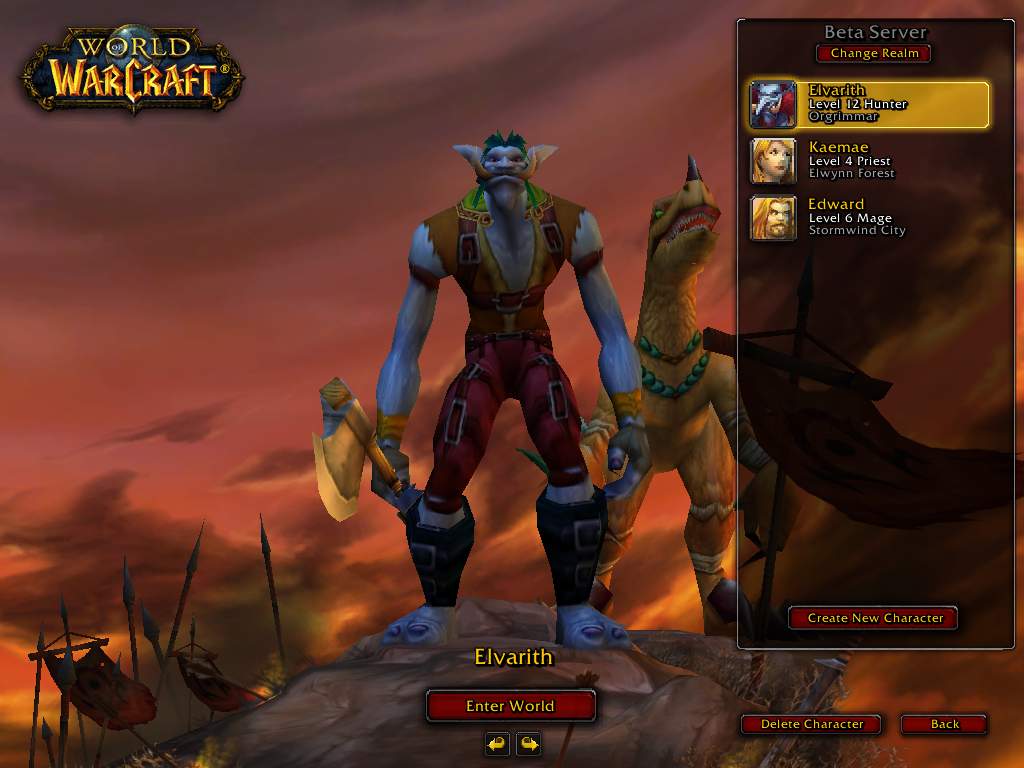 WORLD
OF
WARCRAFT®
Beta Server
Change Realm
Elvarith
Level 12 Hunter
Orgrimmar
Kaemae
Level 4 Priest
Elwynn Forest
Edward
Level 6 Mage
Stormwind City
Create New Character
Elvarith
Enter World
Delete Character
Back